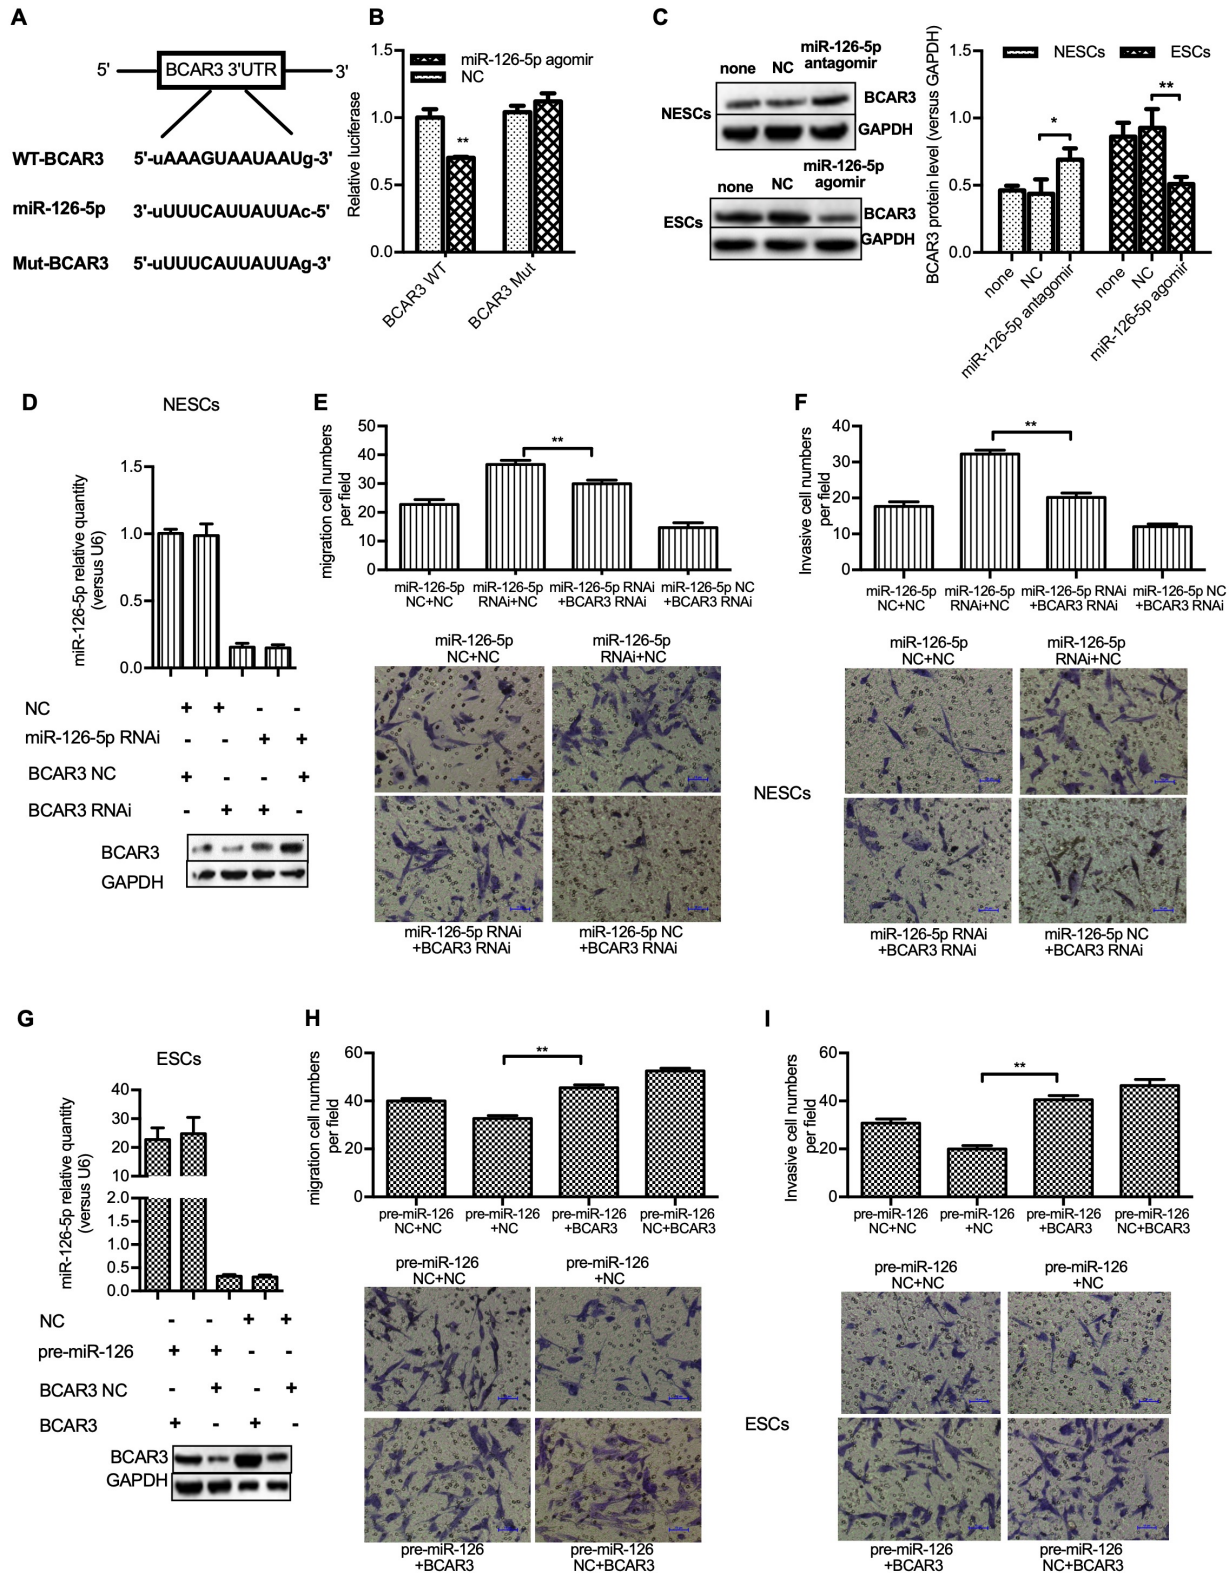 A
5'
BCAR3 3'UTR
3'
WT-BCAR3 5'-uAAAGUAAUAAUg-3'
miR-126-5p 3'-uUUUCAUUAUUAc-5'
Mut-BCAR3 5'-uUUUCAUUAUUAg-3'
B
miR-126-5p agomir
NC
Relative luciferase
1.5
1.0
0.5
0.0
**
BCAR3 WT
BCAR3 Mut
C
none NC miR-126-5p antagomir
NESCs
BCAR3
GAPDH
none NC miR-126-5p agomir
ESCs
BCAR3
GAPDH
NESCs ESCs
BCAR3 protein level (versus GAPDH)
1.5
1.0
0.5
0.0
*
**
none
NC
miR-126-5p antagomir
none
NC
miR-126-5p agomir
D
NESCs
miR-126-5p relative quantity
(versus U6)
1.5
1.0
0.5
0.0
NC + + - -
miR-126-5p RNAi - - + +
BCAR3 NC + - - +
BCAR3 RNAi - + + -
BCAR3
GAPDH
E
migration cell numbers
per field
50
40
30
20
10
0
**
miR-126-5p NC+NC
miR-126-5p RNAi+NC
miR-126-5p RNAi +BCAR3 RNAi
miR-126-5p NC +BCAR3 RNAi
miR-126-5p NC+NC
miR-126-5p RNAi+NC
miR-126-5p RNAi +BCAR3 RNAi
miR-126-5p NC +BCAR3 RNAi
NESCs
F
Invasive cell numbers
per field
40
30
20
10
0
**
miR-126-5p NC+NC
miR-126-5p RNAi+NC
miR-126-5p RNAi +BCAR3 RNAi
miR-126-5p NC +BCAR3 RNAi
miR-126-5p NC+NC
miR-126-5p RNAi+NC
miR-126-5p RNAi +BCAR3 RNAi
miR-126-5p NC +BCAR3 RNAi
G
ESCs
miR-126-5p relative quantity
(versus U6)
40
30
20
10
2.0
1.5
1.0
0.5
0.0
NC - - + +
pre-miR-126 + + - -
BCAR3 NC - + - +
BCAR3 + - + -
BCAR3
GAPDH
H
migration cell numbers
per field
60
40
20
0
**
pre-miR-126 NC+NC
pre-miR-126 +NC
pre-miR-126 +BCAR3
pre-miR-126 NC+BCAR3
pre-miR-126 NC+NC
pre-miR-126 +NC
pre-miR-126 +BCAR3
pre-miR-126 NC+BCAR3
ESCs
I
Invasive cell numbers
per field
60
40
20
0
**
pre-miR-126 NC+NC
pre-miR-126 +NC
pre-miR-126 +BCAR3
pre-miR-126 NC+BCAR3
pre-miR-126 NC+NC
pre-miR-126 +NC
pre-miR-126 +BCAR3
pre-miR-126 NC+BCAR3